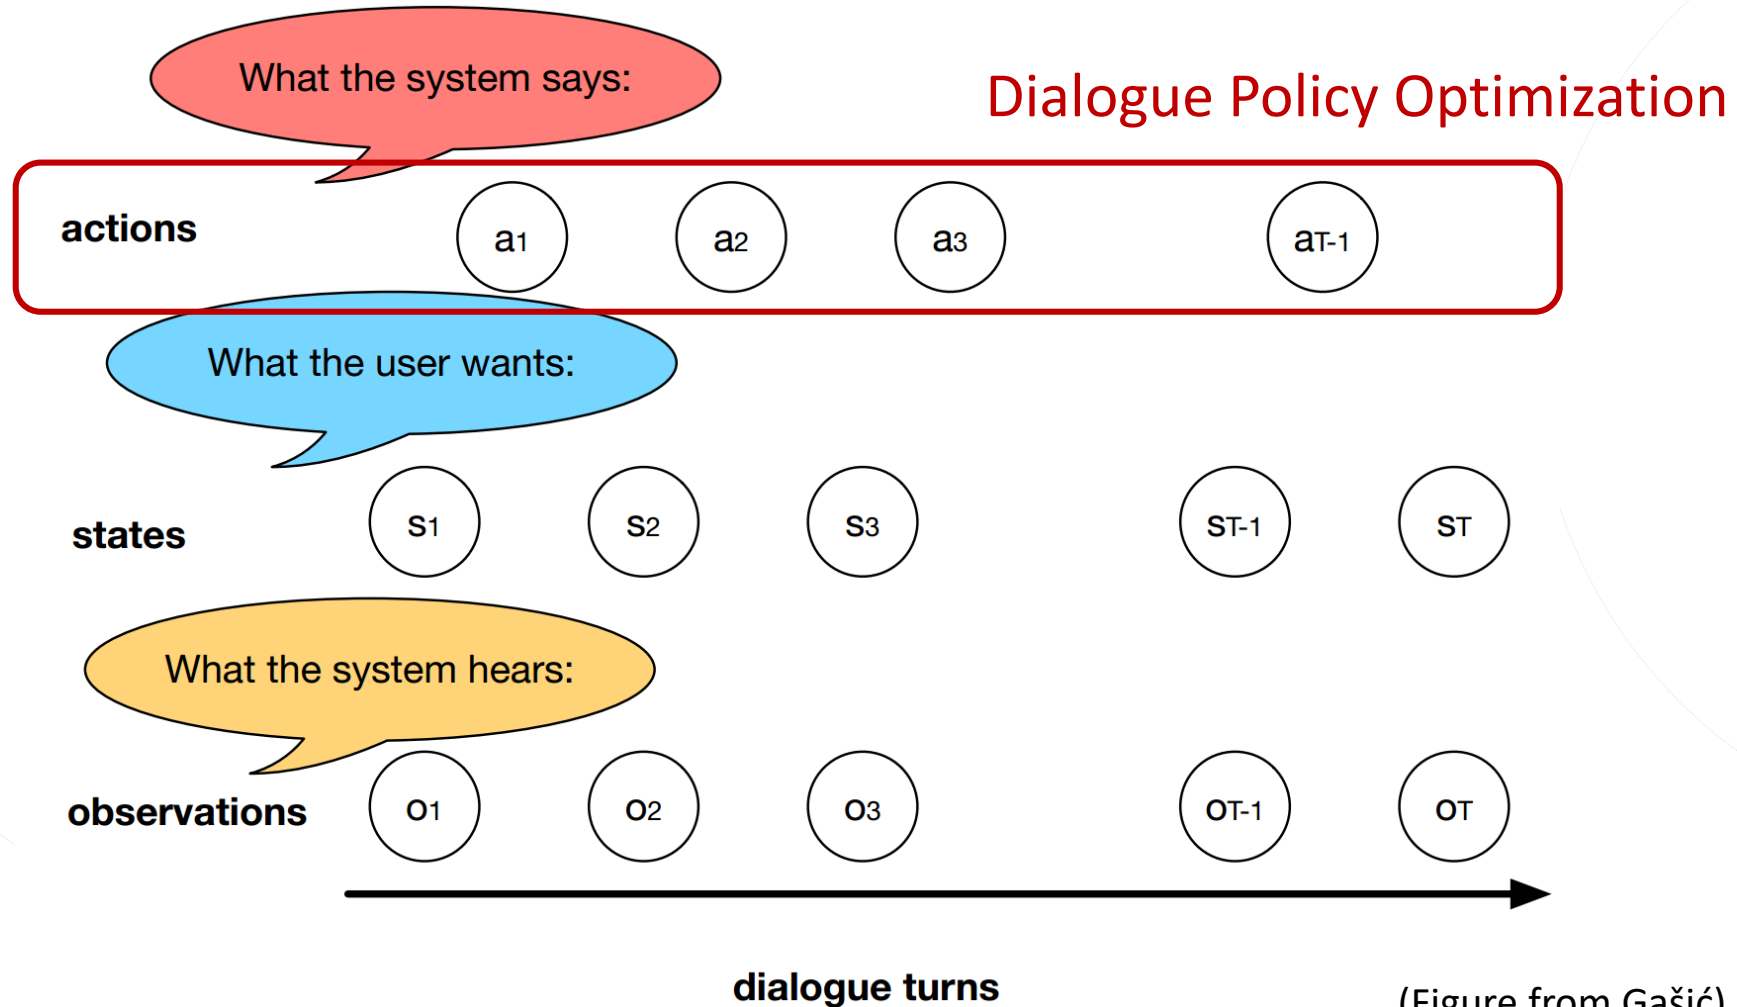 What the system says:
Dialogue Policy Optimization
actions
a1 a2 a3 aT-1
What the user wants:
states
s1 s2 s3 sT-1 sT
What the system hears:
observations
o1 o2 o3 oT-1 oT
dialogue turns
(Figure from Gašić)